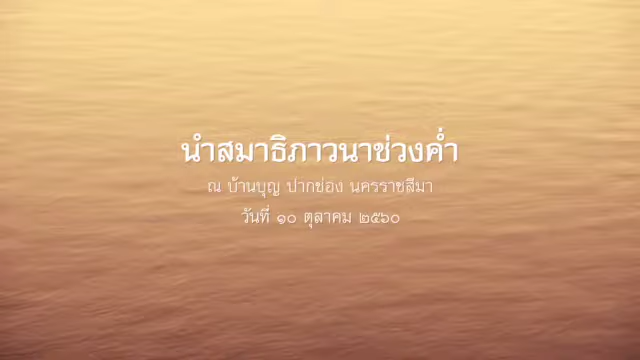 นำสมาธิภาวนาช่วงค่ำ
ณ บ้านบุญ ปากช่อง นครราชสีมา
วันที่ ๑๐ ตุลาคม ๒๕๖๐